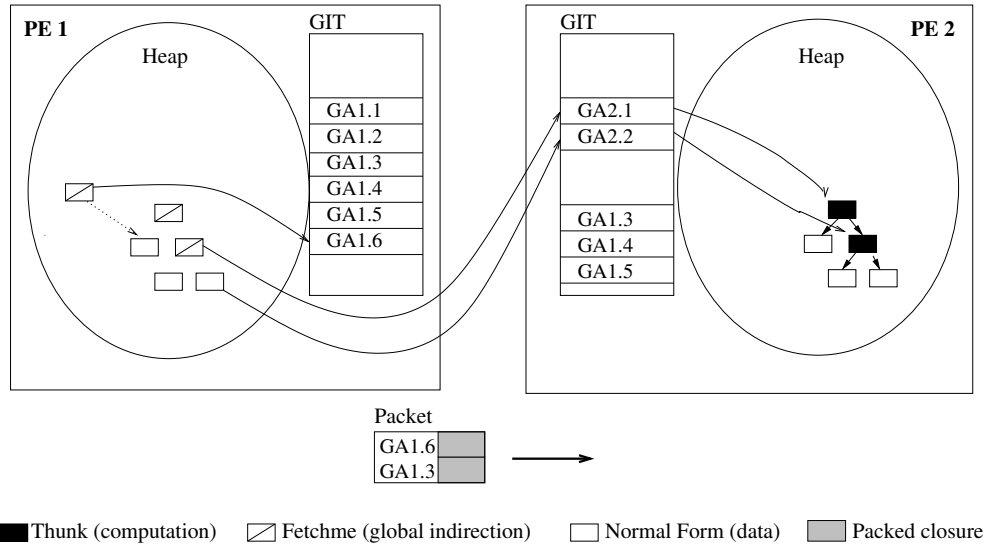 PE 1
Heap
GIT
GA1.1
GA1.2
GA1.3
GA1.4
GA1.5
GA1.6
GIT
GA2.1
GA2.2
GA1.3
GA1.4
GA1.5
PE 2
Heap
Packet
GA1.6
GA1.3
Thunk (computation)
Fetchme (global indirection)
Normal Form (data)
Packed closure